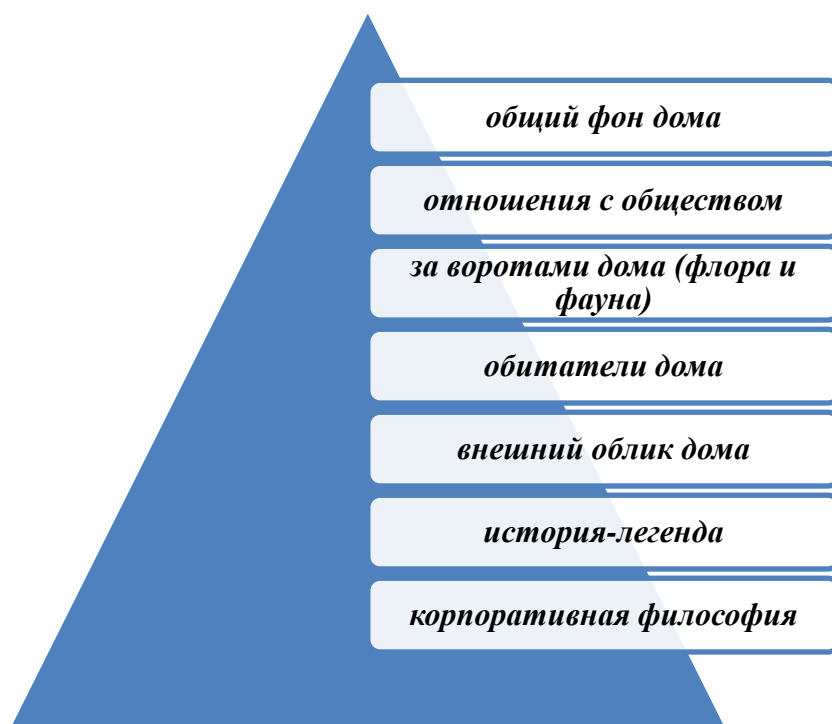 общий фон дома
отношения с обществом
за воротами дома (флора и
фауна)
обитатели дома
внешний облик дома
история-легенда
корпоративная философия